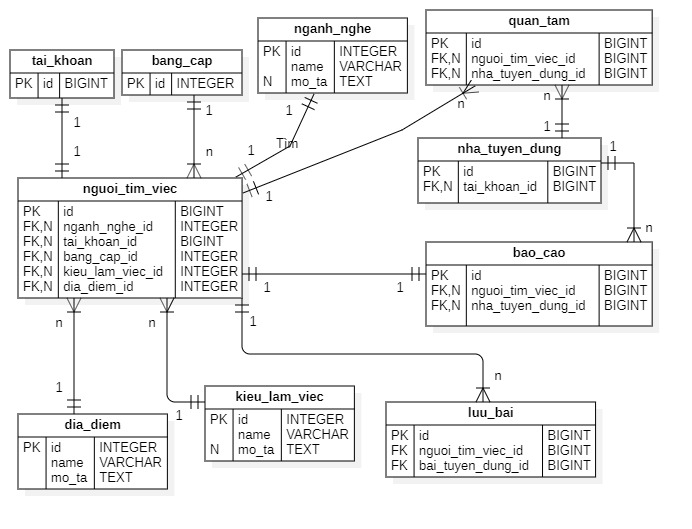 tai_khoan
PK id BIGINT
bang_cap
PK id INTEGER
nganh_nghe
PK id INTEGER
name VARCHAR
N mo_ta TEXT
quan_tam
PK id BIGINT
FK,N nguoi_tim_viec_id BIGINT
FK,N nha_tuyen_dung_id BIGINT
1
1
1
n
1
Tim
1
1
n
n
1
nha_tuyen_dung
PK id BIGINT
FK,N tai_khoan_id BIGINT
1
n
nguoi_tim_viec
PK id BIGINT
FK,N nganh_nghe_id INTEGER
FK,N tai_khoan_id BIGINT
FK,N bang_cap_id INTEGER
FK,N kieu_lam_viec_id INTEGER
FK,N dia_diem_id INTEGER
bao_cao
PK id BIGINT
FK,N nguoi_tim_viec_id BIGINT
FK,N nha_tuyen_dung_id BIGINT
1
1
n
n
1
n
1
1
dia_diem
PK id INTEGER
name VARCHAR
mo_ta TEXT
kieu_lam_viec
PK id INTEGER
name VARCHAR
N mo_ta TEXT
luu_bai
PK id BIGINT
FK nguoi_tim_viec_id BIGINT
FK bai_tuyen_dung_id BIGINT